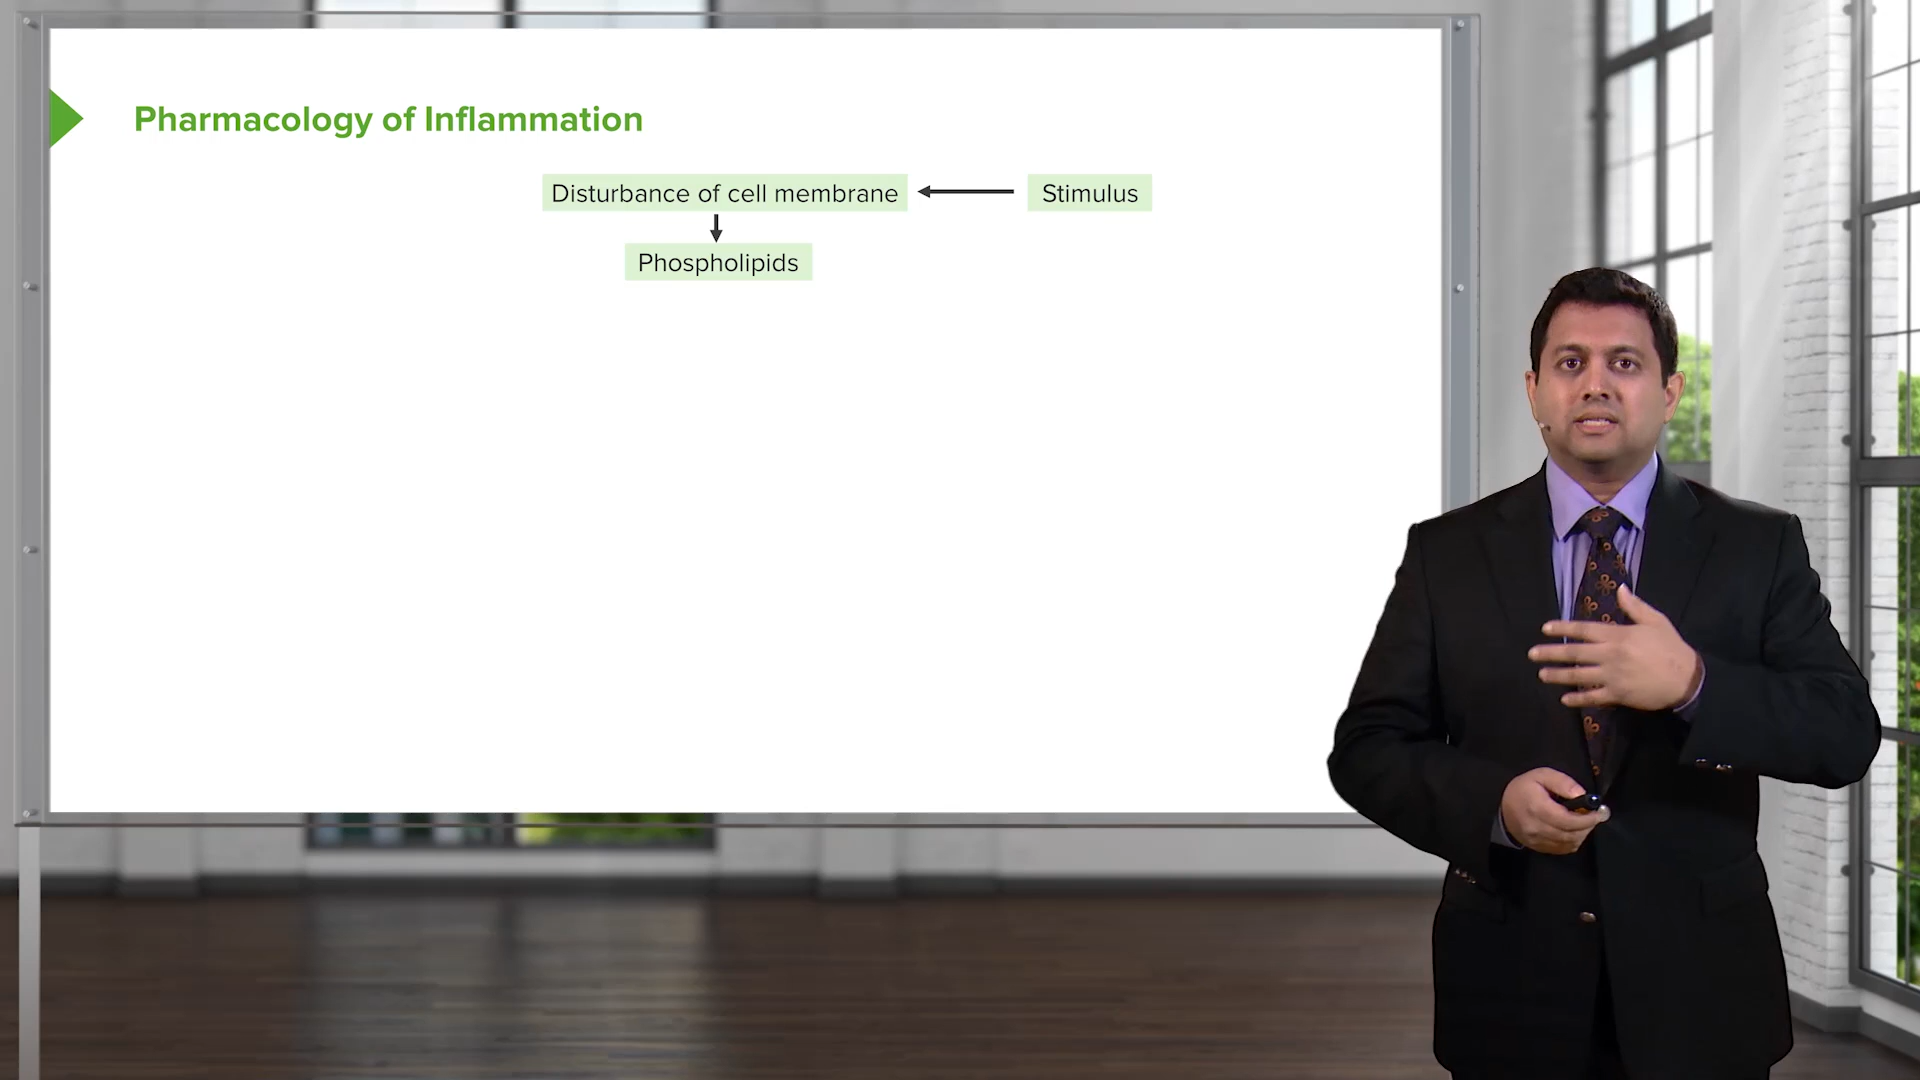 Pharmacology of Inflammation
Disturbance of cell membrane
Stimulus
Phospholipids